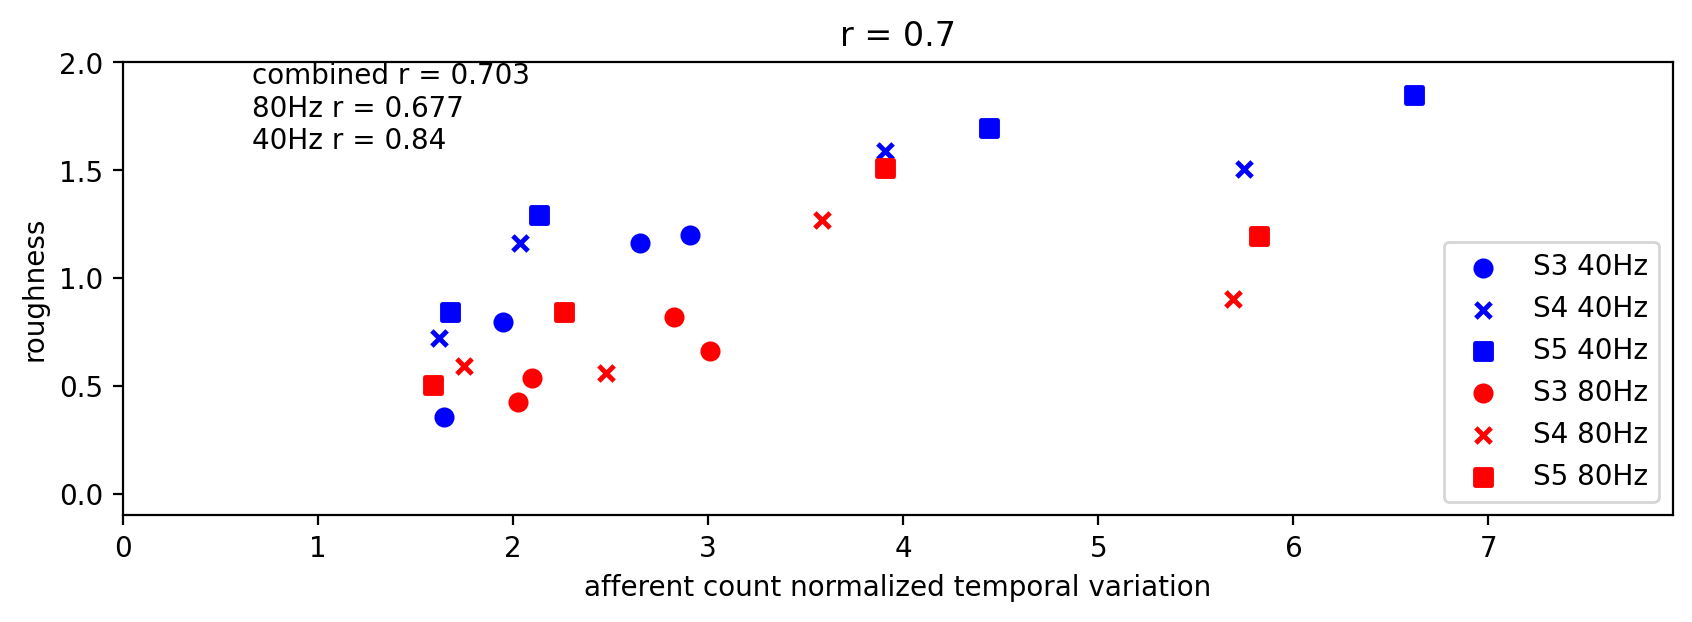 r = 0.7
combined r = 0.703
80Hz r = 0.677
40Hz r = 0.84
2.0
1.5
1.0
0.5
0.0
roughness
0 1 2 3 4 5 6 7
afferent count normalized temporal variation
S3 40Hz
S4 40Hz
S5 40Hz
S3 80Hz
S4 80Hz
S5 80Hz